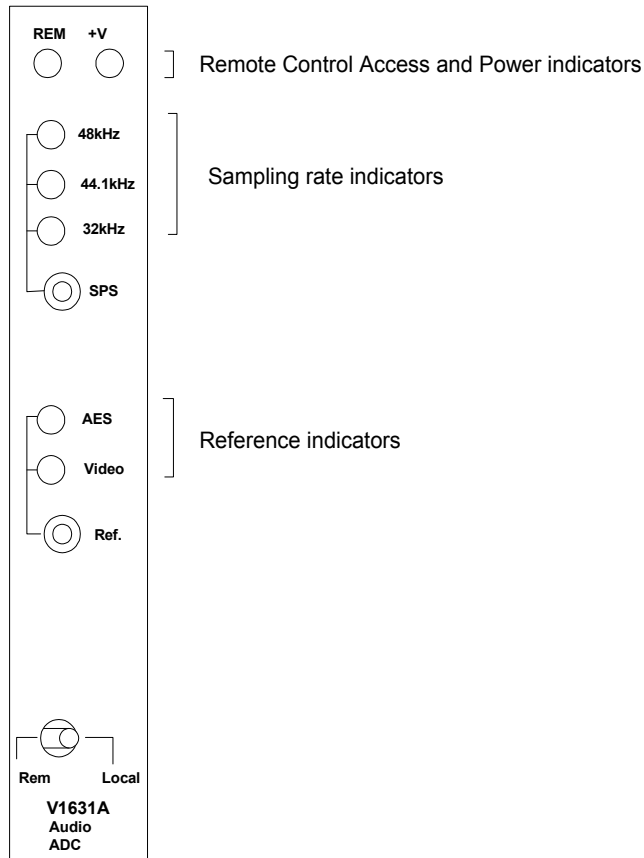 REM +V
Remote Control Access and Power indicators
48kHz
44.1kHz
Sampling rate indicators
32kHz
SPS
AES
Reference indicators
Video
Ref.
Rem Local
V1631A
Audio
ADC